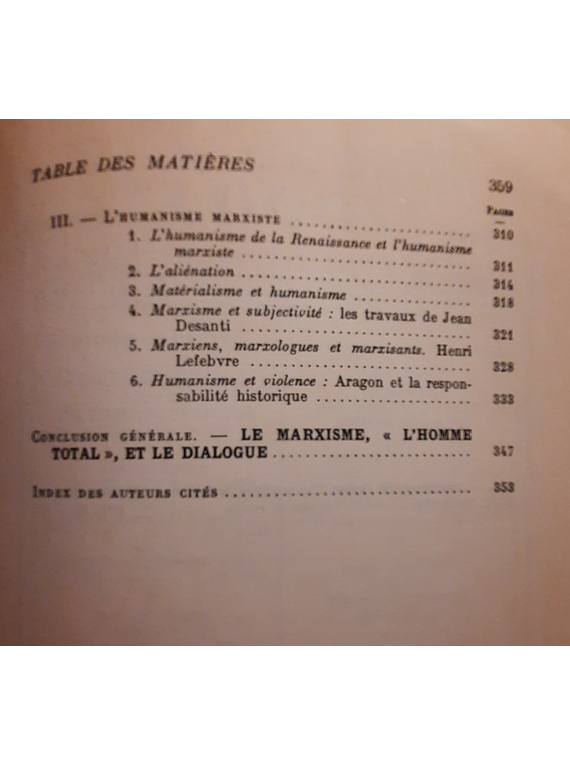 TABLE DES MATIÈRES
359
PAGES
III. — L'HUMANISME MARXISTE .......................... 310
1. L'humanisme de la Renaissance et l'humanisme
marxiste .......................... 311
2. L'aliénation .......................... 314
3. Matérialisme et humanisme .......................... 318
4. Marxisme et subjectivité : les travaux de Jean
Desanti .......................... 321
5. Marxiens, marxologues et marxisants. Henri
Lefebvre .......................... 328
6. Humanisme et violence : Aragon et la respon-
sabilité historique .......................... 333
CONCLUSION GÉNÉRALE. — LE MARXISME, « L'HOMME
TOTAL », ET LE DIALOGUE .......................... 347
INDEX DES AUTEURS CITÉS .......................... 353